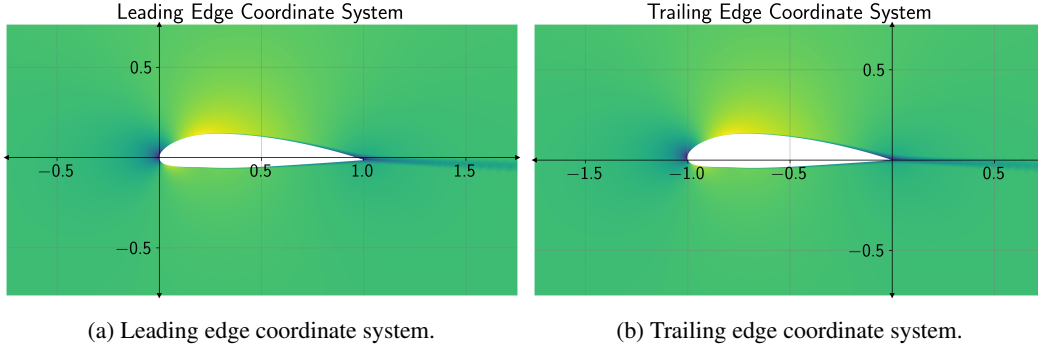 Leading Edge Coordinate System
0.5
−0.5 0.5 1.0 1.5
−0.5
(a) Leading edge coordinate system.
Trailing Edge Coordinate System
0.5
−1.5 −1.0 −0.5 0.5
−0.5
(b) Trailing edge coordinate system.